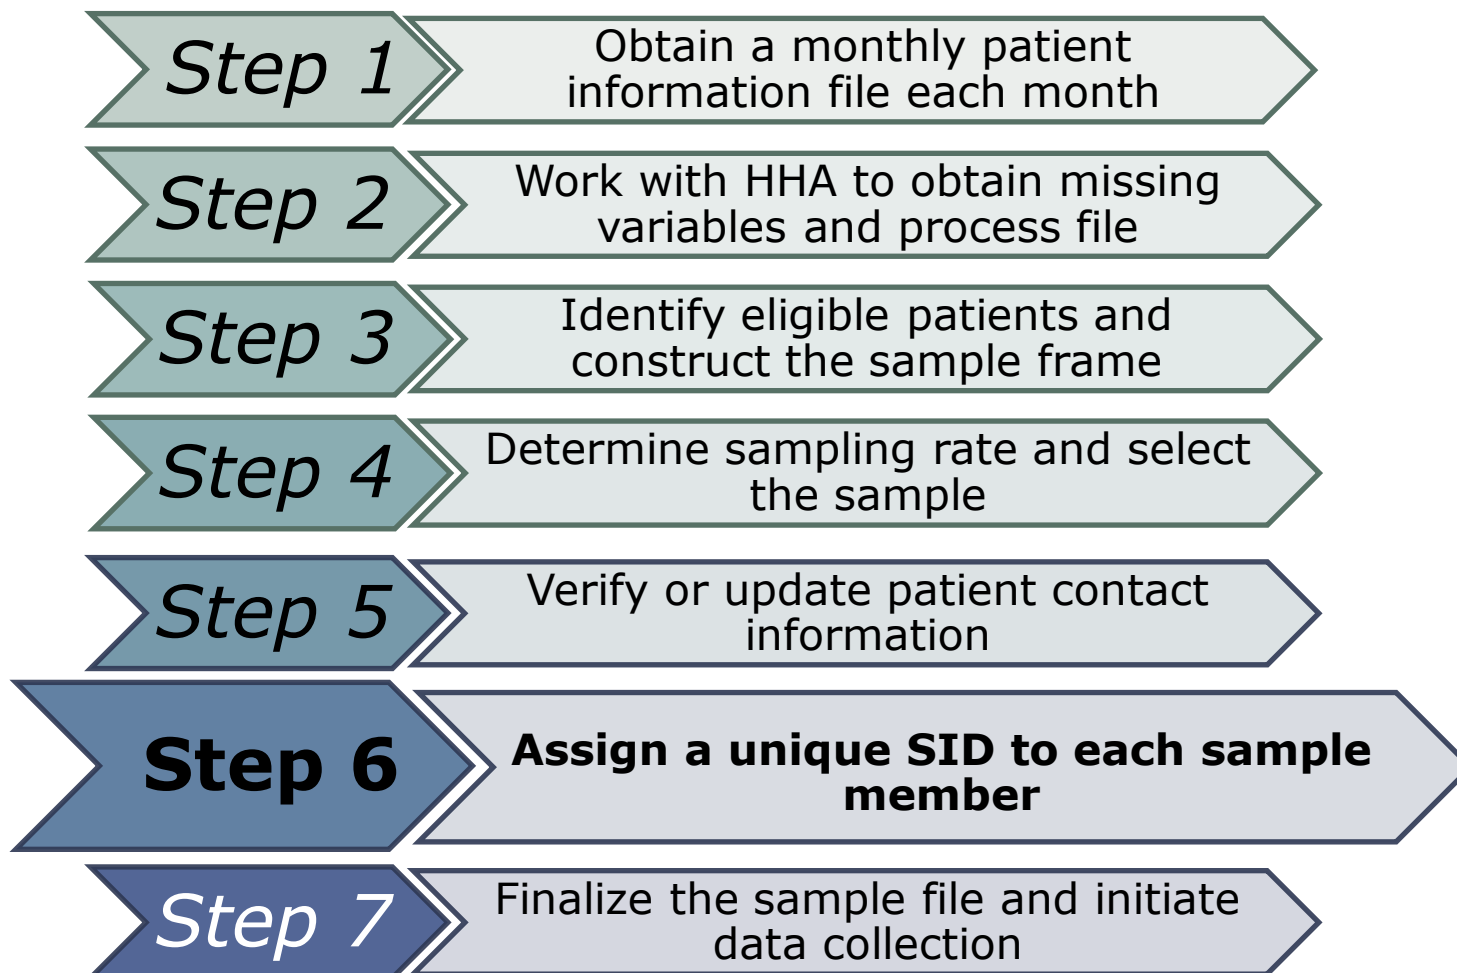 Step 1
Obtain a monthly patient
information file each month
Step 2
Work with HHA to obtain missing
variables and process file
Step 3
Identify eligible patients and
construct the sample frame
Step 4
Determine sampling rate and select
the sample
Step 5
Verify or update patient contact
information
Step 6
Assign a unique SID to each sample
member
Step 7
Finalize the sample file and initiate
data collection